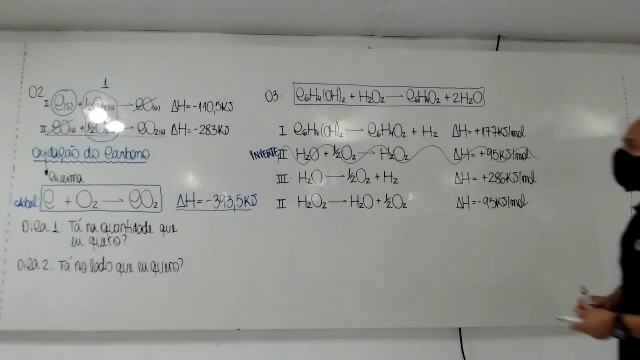 02
1
I C(s) + ½O2(g) → CO(g) ΔH = -110,5KJ
II CO(g) + ½O2(g) → CO2(g) ΔH = -283KJ
Oxidação do Carbono:
Queima
Global C + O2 → CO2 ΔH = -393,5KJ
Dica 1: Tá na quantidade que
eu quero?
Dica 2. Tá no lado que eu quero?
03. C6H4(OH)2 + H2O2 → C6H4O2 + 2H2O
I. C6H4(OH)2 → C6H4O2 + H2 ΔH = +177KJ/mol
INVERTE II H2O + ½O2 → H2O2 ΔH = +95KJ/mol
III H2O → ½O2 + H2 ΔH = +286KJ/mol
II H2O2 → H2O + ½O2 ΔH = -95KJ/mol